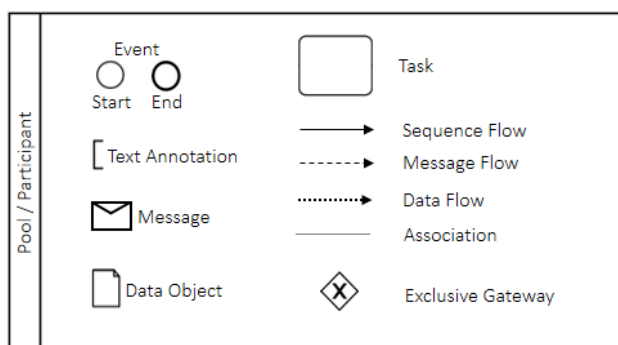 Pool / Participant
Event
Start End
Text Annotation
Message
Data Object
Task
Sequence Flow
Message Flow
Data Flow
Association
X
Exclusive Gateway